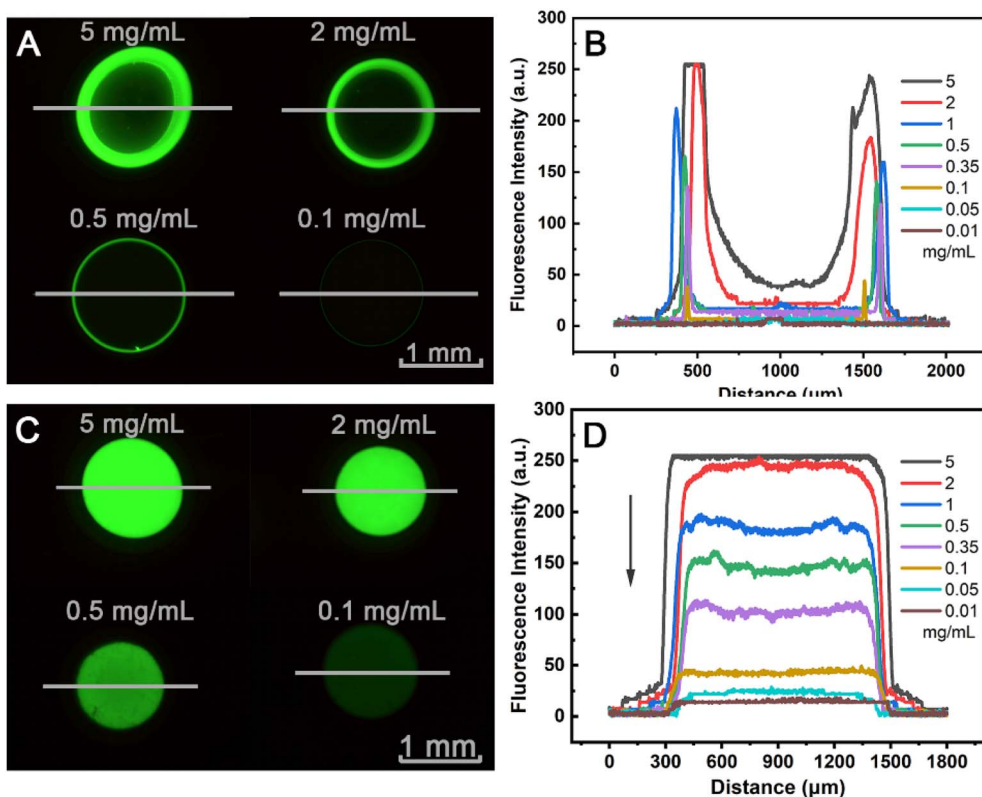 A
5 mg/mL
2 mg/mL
0.5 mg/mL
0.1 mg/mL
1 mm
B
Fluorescence Intensity (a.u.)
300
250
200
150
100
50
0
0
500
1000
1500
2000
Distance (μm)
5
2
1
0.5
0.35
0.1
0.05
0.01
mg/mL
C
5 mg/mL
2 mg/mL
0.5 mg/mL
0.1 mg/mL
1 mm
D
Fluorescence Intensity (a.u.)
300
250
200
150
100
50
0
0
300
600
900
1200
1500
1800
Distance (μm)
5
2
1
0.5
0.35
0.1
0.05
0.01
mg/mL